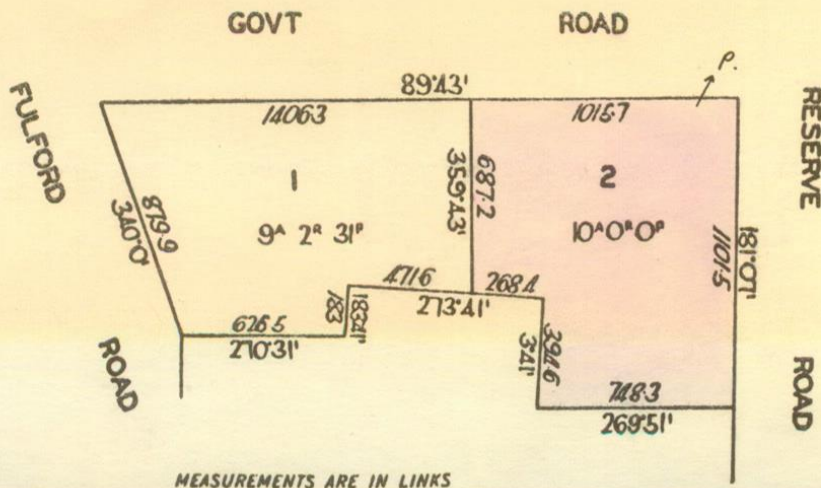 GOVT ROAD
P.
89°43'
1406.3
1015.7
FULFORD
RESERVE
359°43'
687.2
1
2
879.9
340°0'
9ᴬ 2ᴿ 31ᴾ
10ᴬ 0ᴿ 0ᴾ
1101.5
181°07'
471.6
268.4
273°41'
183
183°41'
626.5
270°31'
394.6
3°41'
ROAD
ROAD
748.3
269°51'
MEASUREMENTS ARE IN LINKS